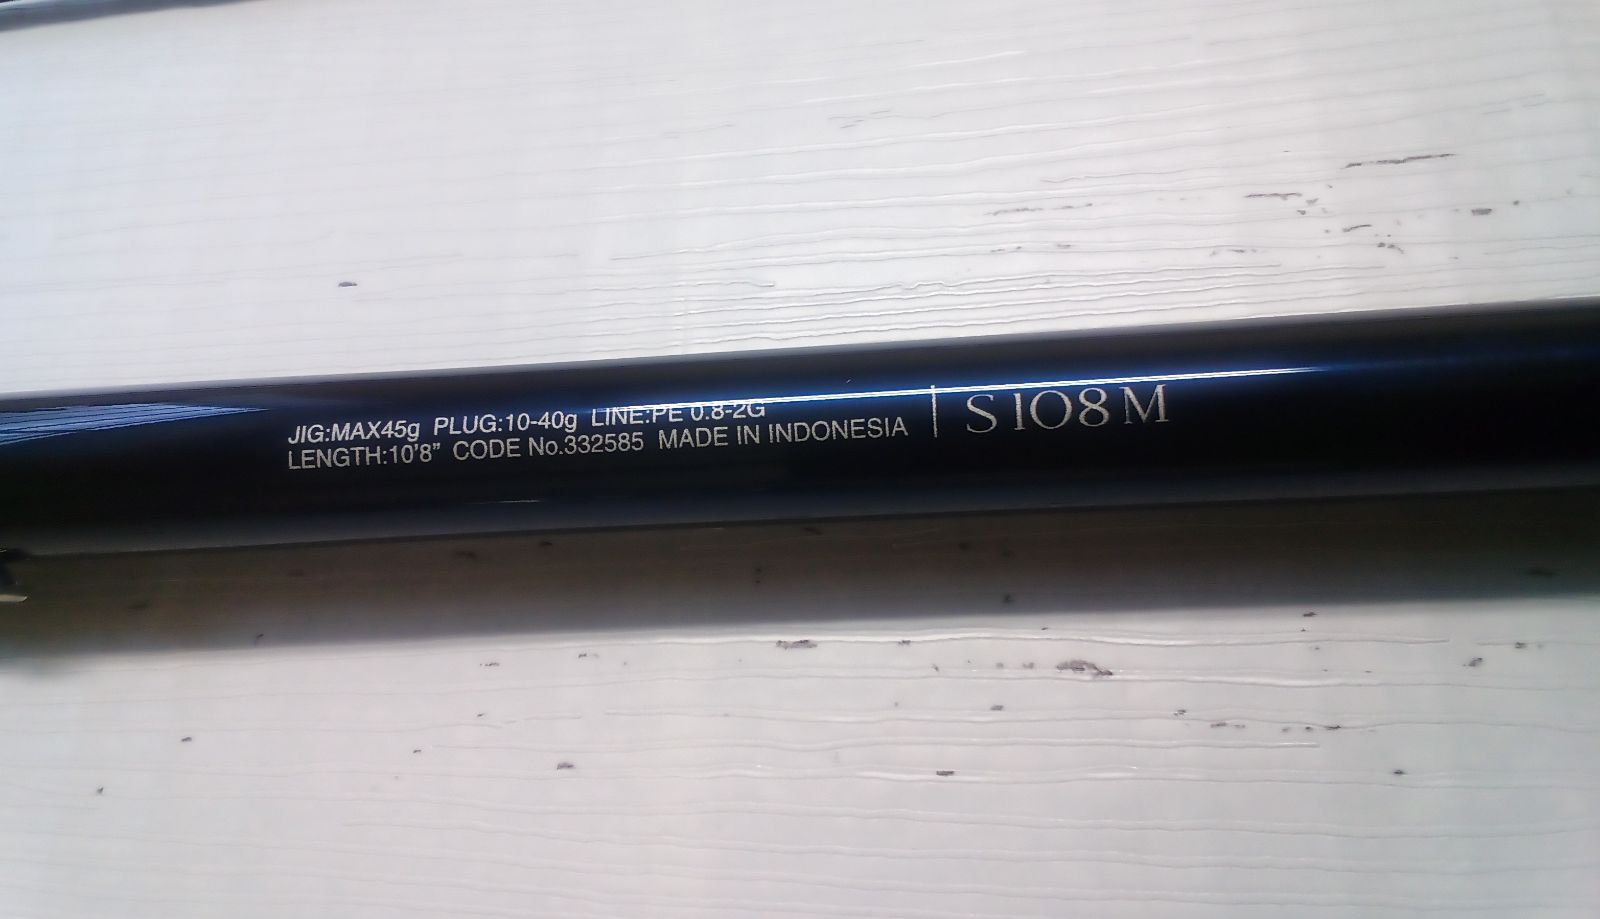 JIG:MAX45g PLUG:10-40g LINE:PE 0.8-2G
LENGTH:10'8” CODE No.332585 MADE IN INDONESIA
S108M